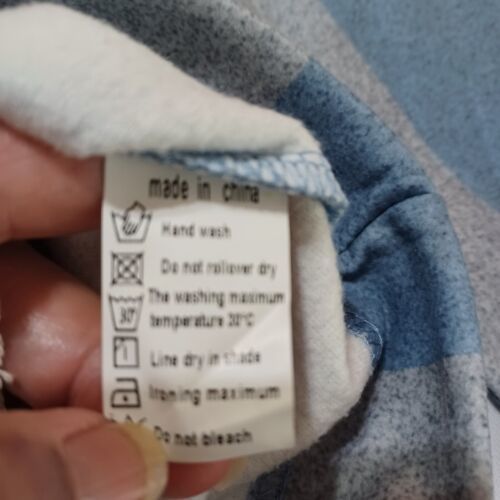 made in china
Hand wash
Do not rollover dry
30°
The washing maximum
temperature 30°C
Line dry in shade
Ironing maximum
Do not bleach